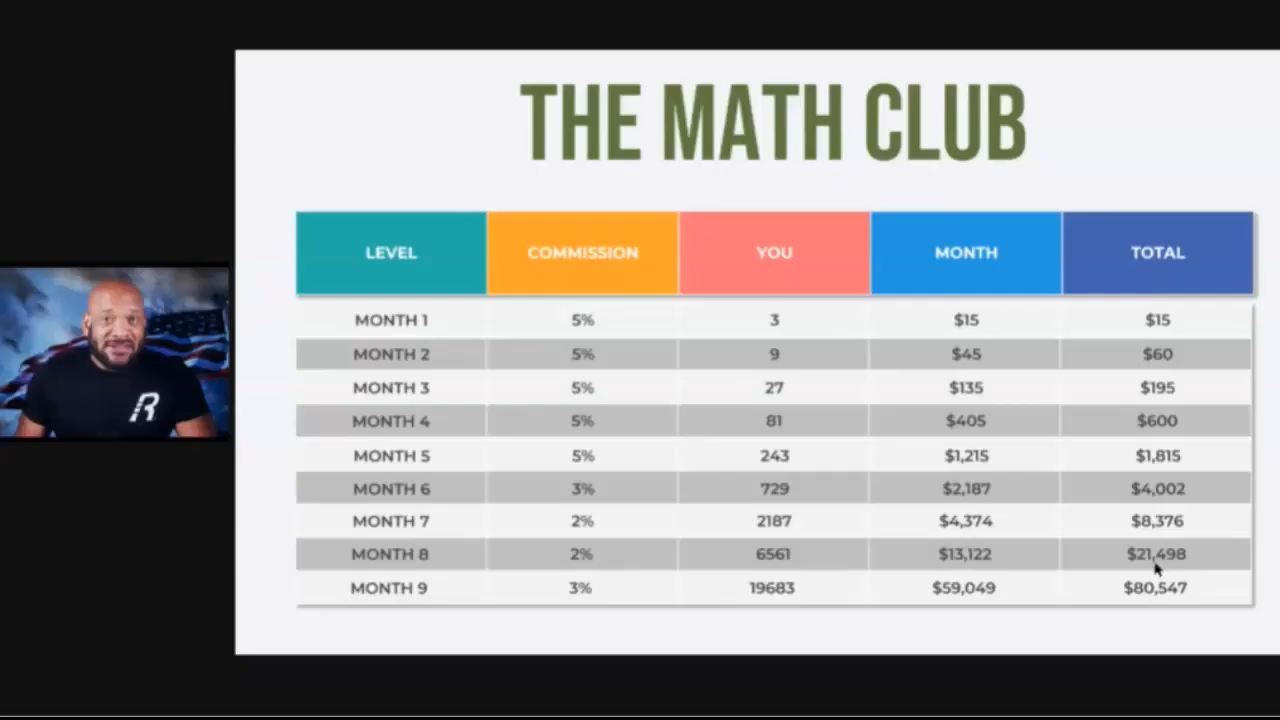 THE MATH CLUB
LEVEL COMMISSION YOU MONTH TOTAL
MONTH 1 5% 3 $15 $15
MONTH 2 5% 9 $45 $60
MONTH 3 5% 27 $135 $195
MONTH 4 5% 81 $405 $600
MONTH 5 5% 243 $1,215 $1,815
MONTH 6 3% 729 $2,187 $4,002
MONTH 7 2% 2187 $4,374 $8,376
MONTH 8 2% 6561 $13,122 $21,498
MONTH 9 3% 19683 $59,049 $80,547
R